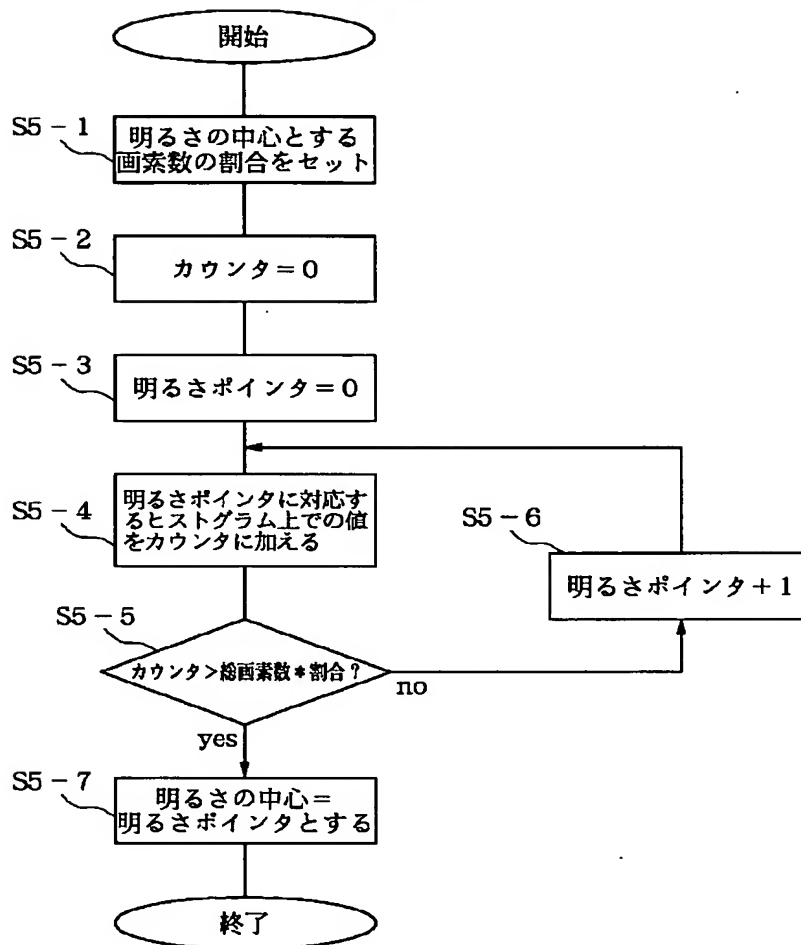 開始
S5-1
明るさの中心とする
画素数の割合をセット
S5-2
カウンタ=0
S5-3
明るさポインタ=0
S5-4
明るさポインタに対応す
るヒストグラム上での値
をカウンタに加える
S5-6
明るさポインタ+1
S5-5
カウンタ>総画素数*割合?
no
yes
S5-7
明るさの中心=
明るさポインタとする
終了